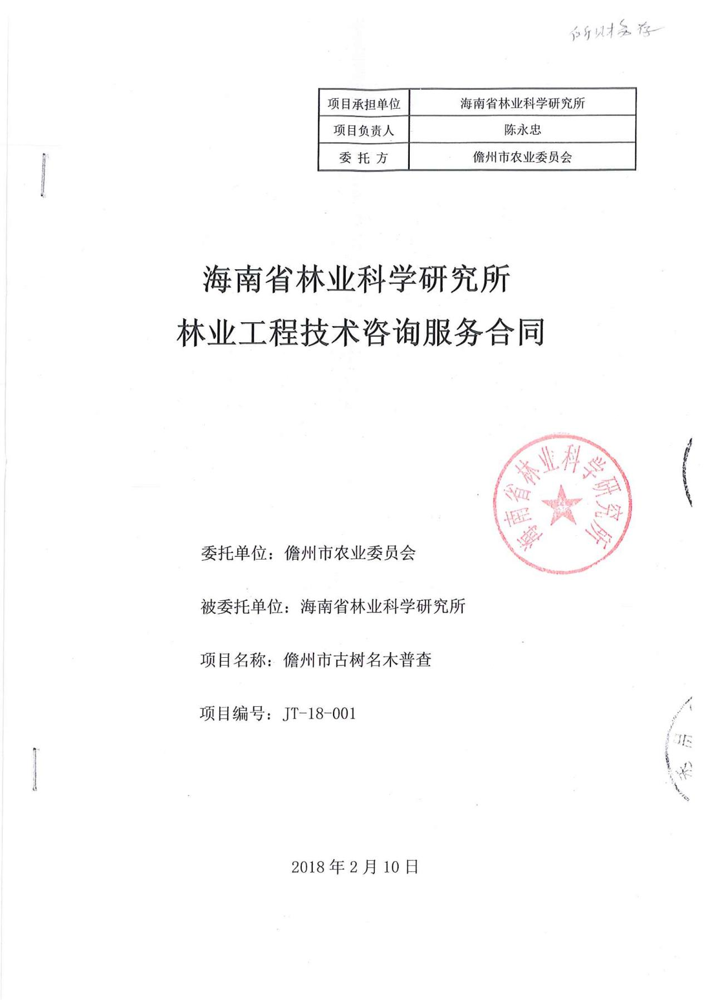 所财务存
项目承担单位 海南省林业科学研究所
项目负责人 陈永忠
委托方 儋州市农业委员会
海南省林业科学研究所
林业工程技术咨询服务合同
海南省林业科学研究所
委托单位：儋州市农业委员会
被委托单位：海南省林业科学研究所
项目名称：儋州市古树名木普查
项目编号：JT-18-001
2018年2月10日